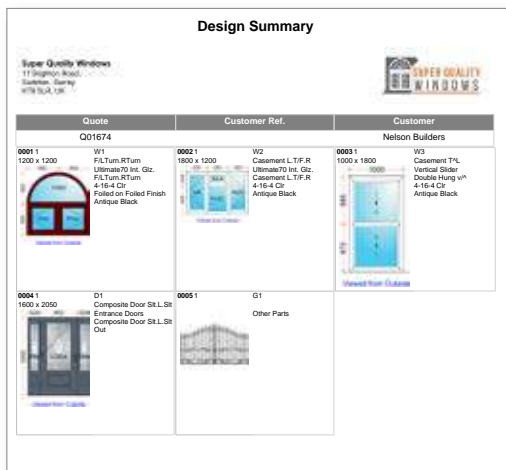 Design Summary
Super Quality Windows
SUPER QUALITY
WINDOWS
Quote
Customer Ref.
Customer
Q01674
Nelson Builders
0001 1
W1
1200 x 1200
F/LTurn.RTurn
Ultimate70 Int. Glz.
F/LTurn.RTurn
4-16-4 Clr
Foiled on Foiled Finish
Antique Black
Viewed from Outside
0002 1
W2
1800 x 1200
Casement L.T/F.R
Ultimate70 Int. Glz.
Casement L.T/F.R
4-16-4 Clr
Antique Black
0003 1
W3
1000 x 1800
Casement T^L
Vertical Slider
Double Hung v/^
4-16-4 Clr
Antique Black
1000
Viewed from Outside
0004 1
D1
1600 x 2050
Composite Door Slt.L.Slt
Entrance Doors
Composite Door Slt.L.Slt
Out
Viewed from Outside
0005 1
G1
Other Parts